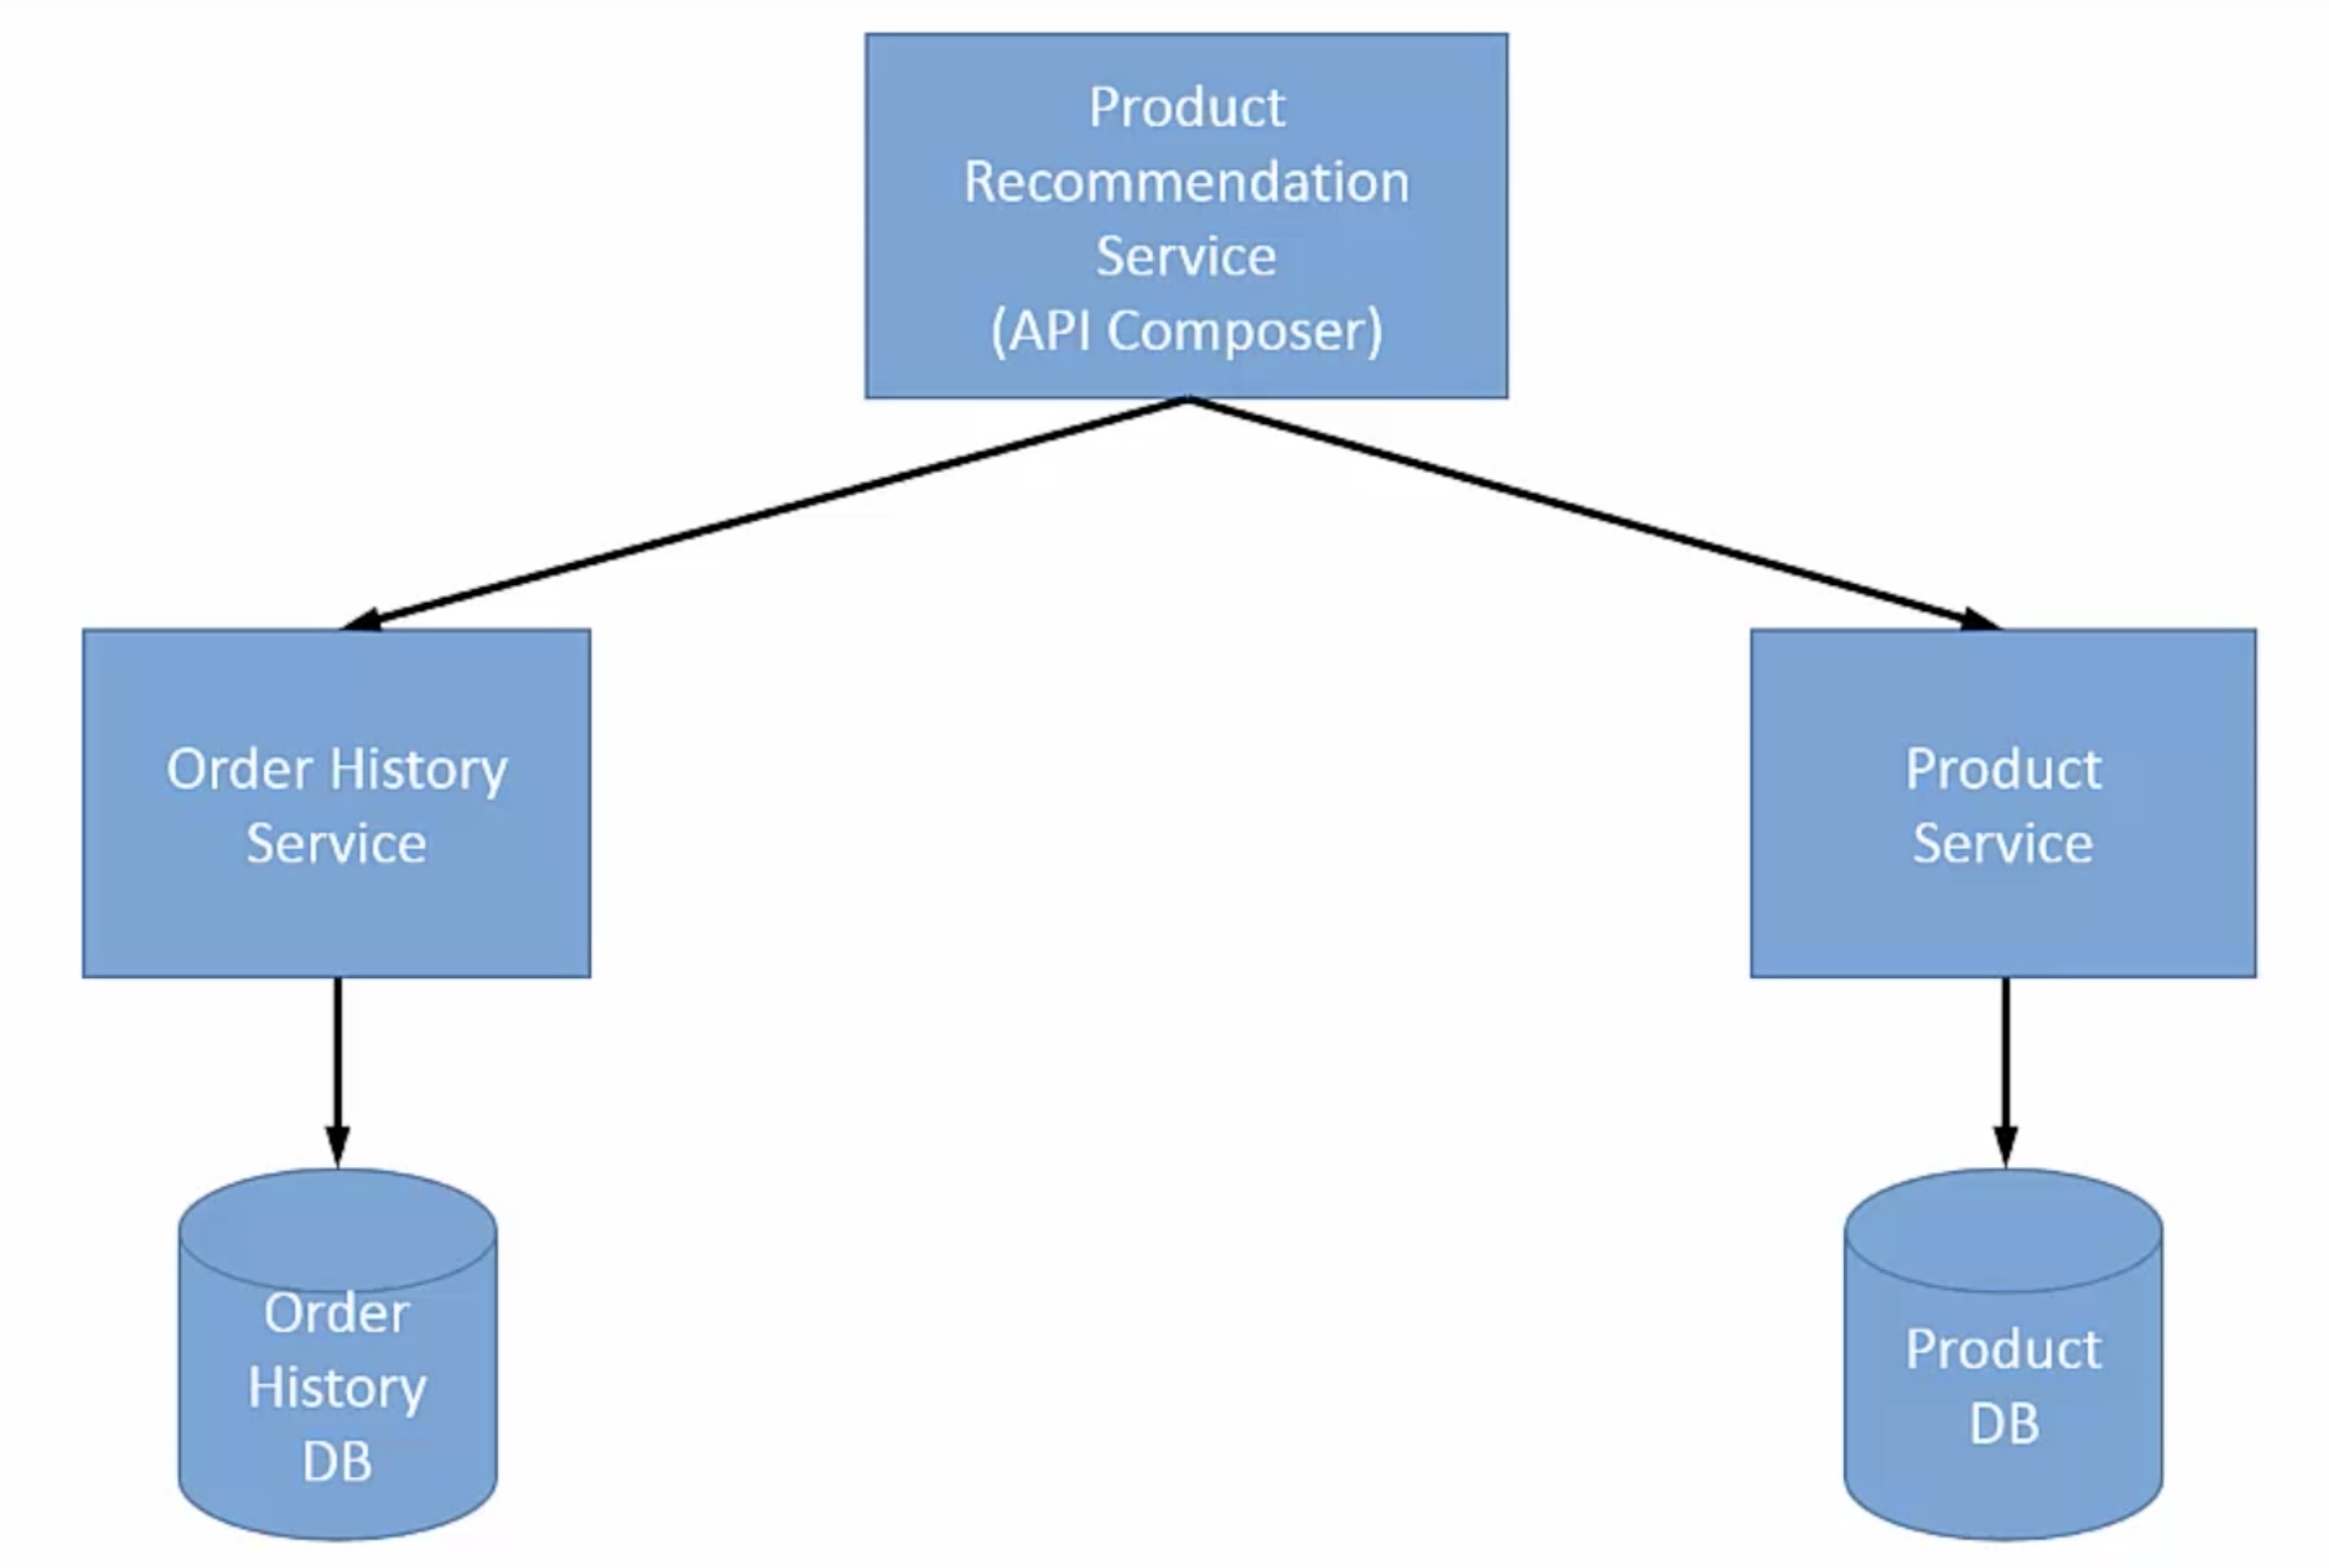 Product
Recommendation
Service
(API Composer)
Order History
Service
Product
Service
Order
History
DB
Product
DB